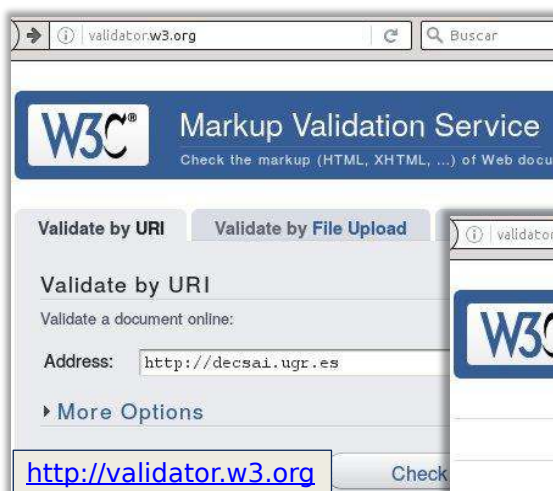 validator.w3.org
Buscar
W3C®
Markup Validation Service
Check the markup (HTML, XHTML, ...) of Web docu
Validate by URI
Validate by File Upload
validator
W3C
Validate by URI
Validate a document online:
Address: http://decsai.ugr.es
More Options
http://validator.w3.org
Check